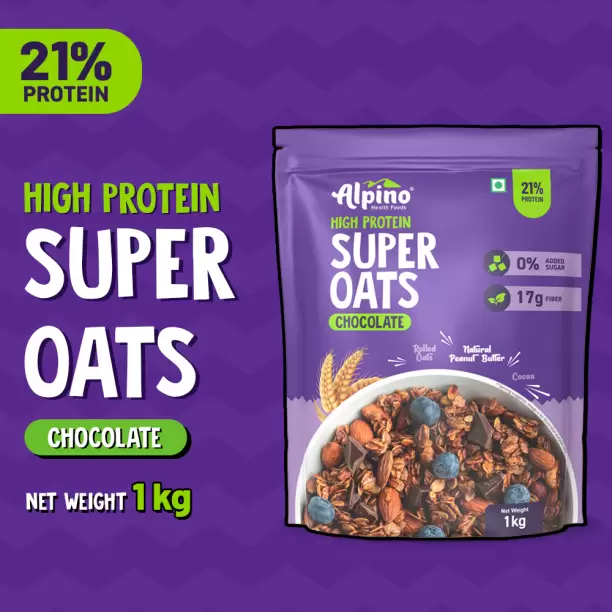 21%
PROTEIN
HIGH PROTEIN
SUPER
OATS
CHOCOLATE
NET WEIGHT 1 kg
Alpino®
Health Foods
HIGH PROTEIN
SUPER
OATS
CHOCOLATE
21%
PROTEIN
0% ADDED
SUGAR
17g FIBER
Rolled
Oats
Natural
Peanut Butter
Cocoa
Net Weight
1kg